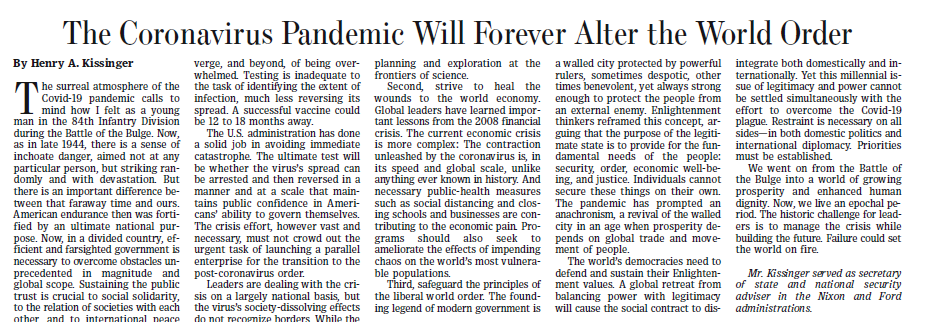 The Coronavirus Pandemic Will Forever Alter the World Order
By Henry A. Kissinger
The surreal atmosphere of the
Covid-19 pandemic calls to
mind how I felt as a young
man in the 84th Infantry Division
during the Battle of the Bulge. Now,
as in late 1944, there is a sense of
inchoate danger, aimed not at any
particular person, but striking ran-
domly and with devastation. But
there is an important difference be-
tween that faraway time and ours.
American endurance then was forti-
fied by an ultimate national pur-
pose. Now, in a divided country, ef-
ficient and farsighted government is
necessary to overcome obstacles un-
precedented in magnitude and
global scope. Sustaining the public
trust is crucial to social solidarity,
to the relation of societies with each
other, and to international peace
verge, and beyond, of being over-
whelmed. Testing is inadequate to
the task of identifying the extent of
infection, much less reversing its
spread. A successful vaccine could
be 12 to 18 months away.
The U.S. administration has done
a solid job in avoiding immediate
catastrophe. The ultimate test will
be whether the virus's spread can
be arrested and then reversed in a
manner and at a scale that main-
tains public confidence in Ameri-
cans' ability to govern themselves.
The crisis effort, however vast and
necessary, must not crowd out the
urgent task of launching a parallel
enterprise for the transition to the
post-coronavirus order.
Leaders are dealing with the cri-
sis on a largely national basis, but
the virus's society-dissolving effects
do not recognize borders. While the
planning and exploration at the
frontiers of science.
Second, strive to heal the
wounds to the world economy.
Global leaders have learned impor-
tant lessons from the 2008 financial
crisis. The current economic crisis
is more complex: The contraction
unleashed by the coronavirus is, in
its speed and global scale, unlike
anything ever known in history. And
necessary public-health measures
such as social distancing and clos-
ing schools and businesses are con-
tributing to the economic pain. Pro-
grams should also seek to
ameliorate the effects of impending
chaos on the world's most vulnera-
ble populations.
Third, safeguard the principles of
the liberal world order. The found-
ing legend of modern government is
a walled city protected by powerful
rulers, sometimes despotic, other
times benevolent, yet always strong
enough to protect the people from
an external enemy. Enlightenment
thinkers reframed this concept, ar-
guing that the purpose of the legiti-
mate state is to provide for the fun-
damental needs of the people:
security, order, economic well-be-
ing, and justice. Individuals cannot
secure these things on their own.
The pandemic has prompted an
anachronism, a revival of the walled
city in an age when prosperity de-
pends on global trade and move-
ment of people.
The world's democracies need to
defend and sustain their Enlighten-
ment values. A global retreat from
balancing power with legitimacy
will cause the social contract to dis-
integrate both domestically and in-
ternationally. Yet this millennial is-
sue of legitimacy and power cannot
be settled simultaneously with the
effort to overcome the Covid-19
plague. Restraint is necessary on all
sides—in both domestic politics and
international diplomacy. Priorities
must be established.
We went on from the Battle of
the Bulge into a world of growing
prosperity and enhanced human
dignity. Now, we live an epochal pe-
riod. The historic challenge for lead-
ers is to manage the crisis while
building the future. Failure could set
the world on fire.
Mr. Kissinger served as secretary
of state and national security
adviser in the Nixon and Ford
administrations.